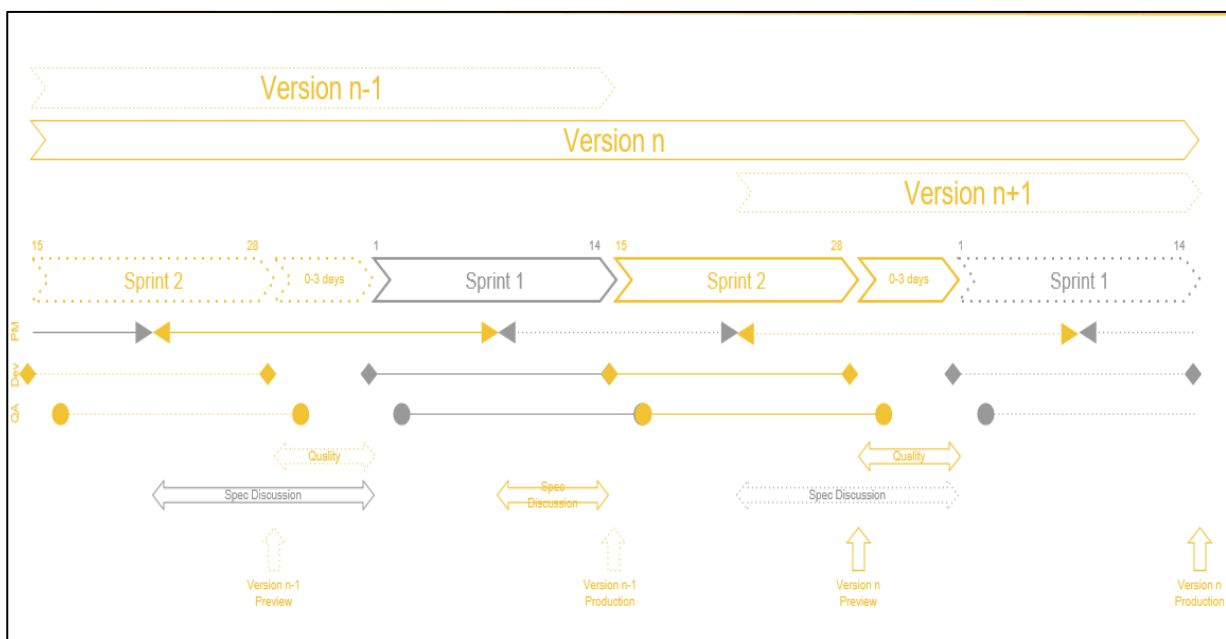 Version n-1
Version n
Version n+1
15
28
1
14
15
28
1
14
Sprint 2
0-3 days
Sprint 1
Sprint 2
0-3 days
Sprint 1
PM
Dev
QA
Quality
Quality
Spec Discussion
Spec
Discussion
Spec Discussion
Version n-1
Preview
Version n-1
Production
Version n
Preview
Version n
Production